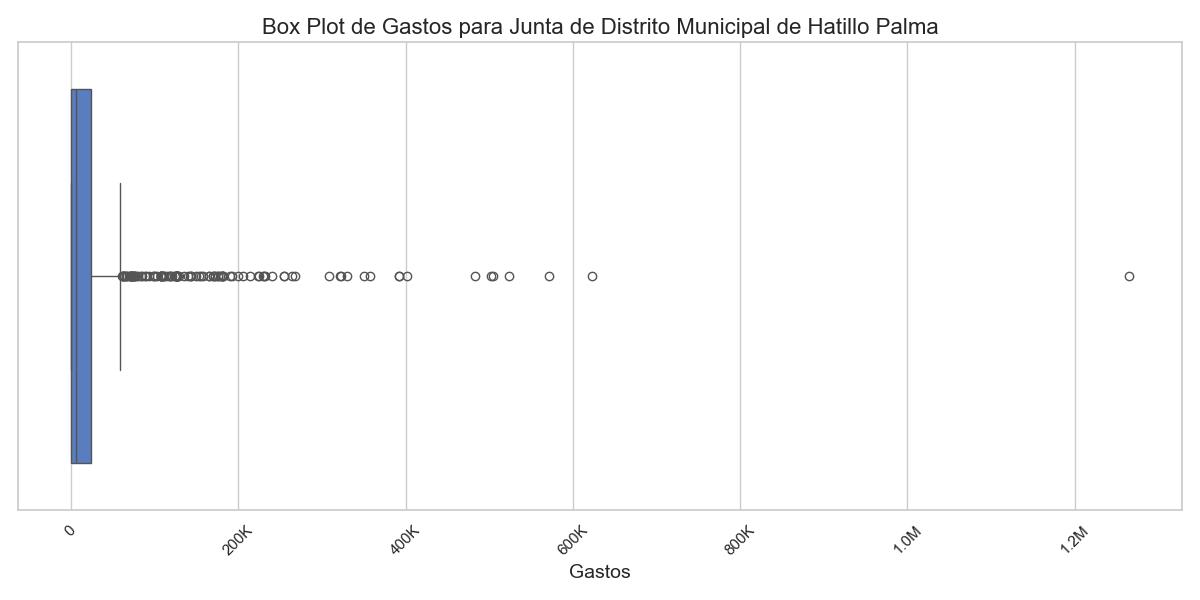 Box Plot de Gastos para Junta de Distrito Municipal de Hatillo Palma
0
200K
400K
600K
800K
1.0M
1.2M
Gastos